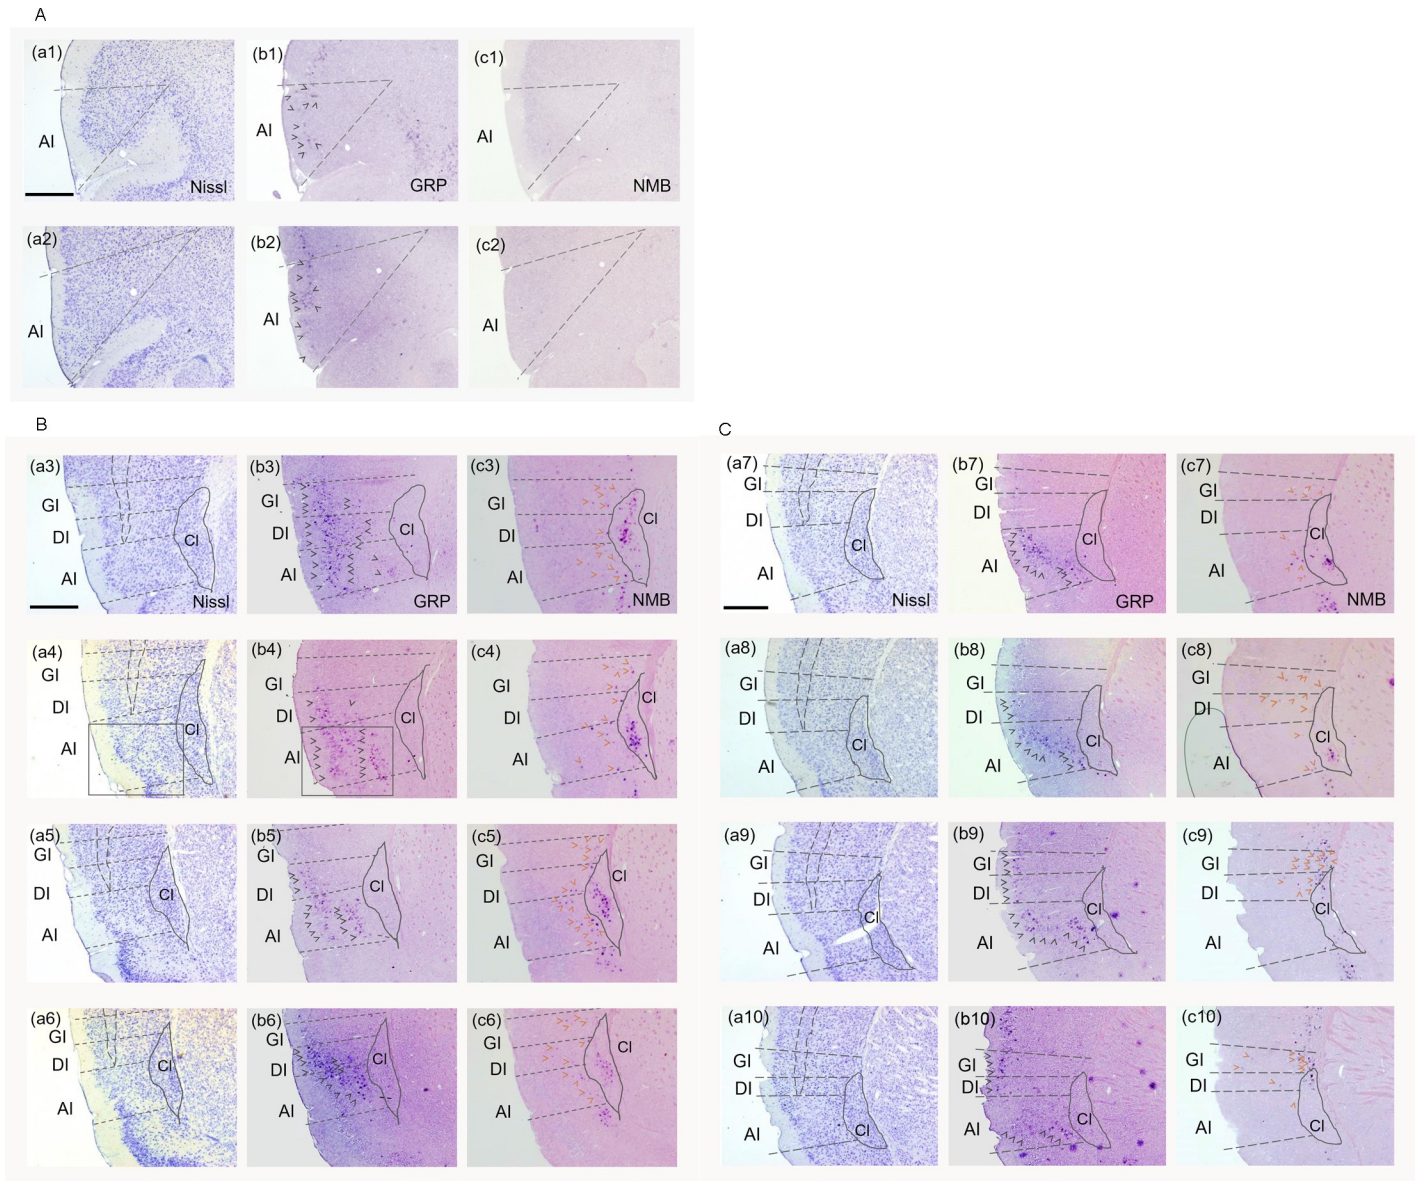 A
(a1) (b1) (c1)
AI AI AI
Nissl GRP NMB
(a2) (b2) (c2)
AI AI AI
B
C
(a3) (b3) (c3)
GI GI GI
DI DI DI
CI CI CI
AI AI AI
Nissl GRP NMB
(a4) (b4) (c4)
GI GI GI
DI DI DI
CI CI CI
AI AI AI
(a5) (b5) (c5)
GI GI GI
DI DI DI
CI CI CI
AI AI AI
(a6) (b6) (c6)
GI GI GI
DI DI DI
CI CI CI
AI AI AI
(a7) (b7) (c7)
GI GI GI
DI DI DI
CI CI CI
AI AI AI
Nissl GRP NMB
(a8) (b8) (c8)
GI GI GI
DI DI DI
CI CI CI
AI AI AI
(a9) (b9) (c9)
GI GI GI
DI DI DI
CI CI CI
AI AI AI
(a10) (b10) (c10)
GI GI GI
DI DI DI
CI CI CI
AI AI AI